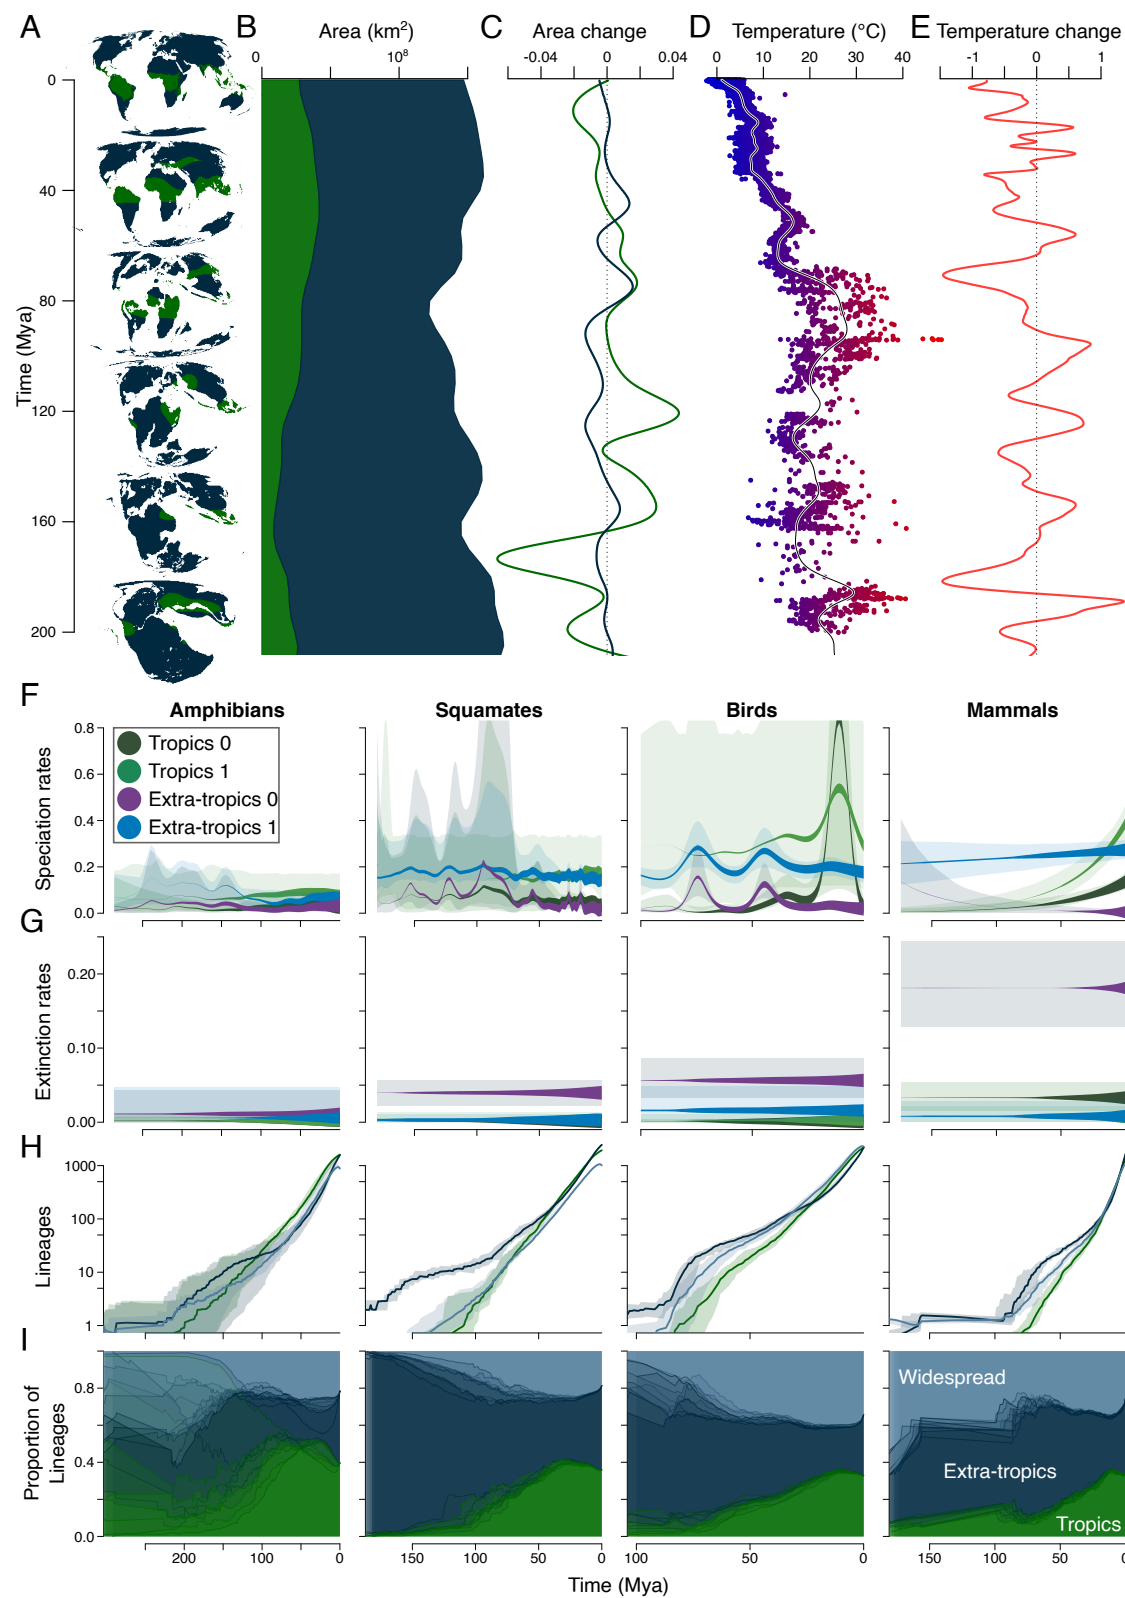 A
B
Area (km²)
0
10⁸
C
Area change
-0.04
0
0.04
D
Temperature (°C)
0
10
20
30
40
E
Temperature change
-1
0
1
Time (Mya)
0
40
80
120
160
200
F
Amphibians
Squamates
Birds
Mammals
Speciation rates
0.8
0.6
0.4
0.2
0.0
Tropics 0
Tropics 1
Extra-tropics 0
Extra-tropics 1
G
Extinction rates
0.20
0.10
0.00
H
Lineages
1000
100
10
1
I
Proportion of
Lineages
0.8
0.4
0.0
Widespread
Extra-tropics
Tropics
200
100
0
150
100
50
0
100
50
0
150
100
50
0
Time (Mya)